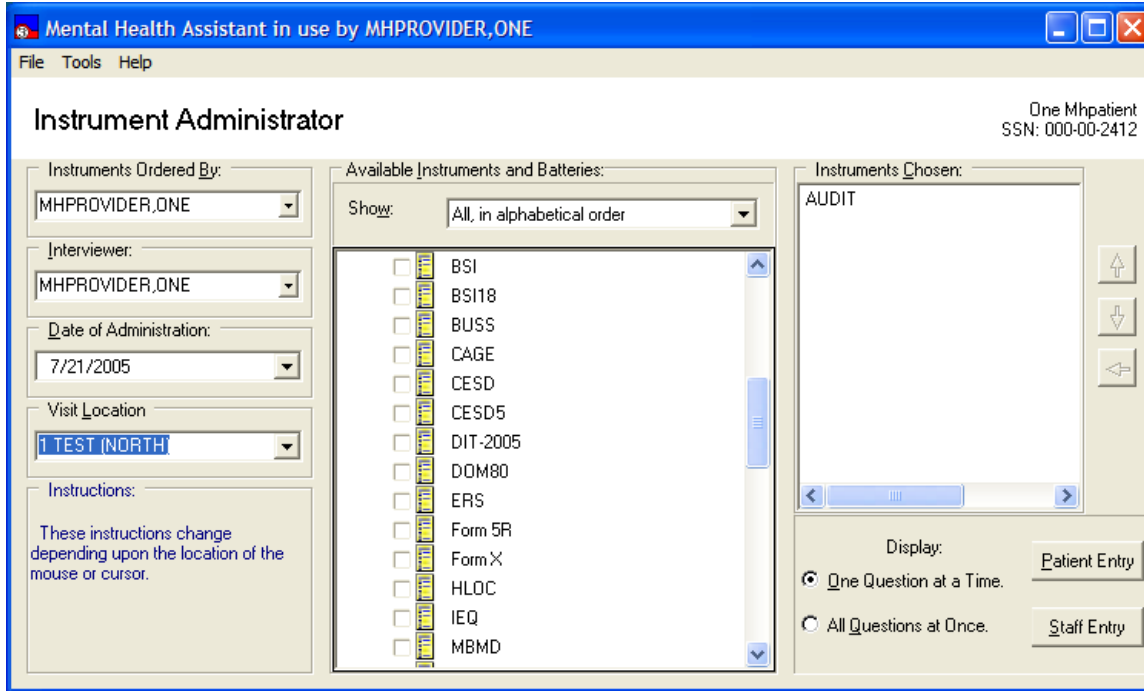 Mental Health Assistant in use by MHPROVIDER,ONE
File Tools Help
Instrument Administrator
One Mhpatient
SSN: 000-00-2412
Instruments Ordered By:
MHPROVIDER,ONE
Interviewer:
MHPROVIDER,ONE
Date of Administration:
7/21/2005
Visit Location
1 TEST (NORTH)
Instructions:
These instructions change
depending upon the location of the
mouse or cursor.
Available Instruments and Batteries:
Show: All, in alphabetical order
BSI
BSI18
BUSS
CAGE
CESD
CESD5
DIT-2005
DOM80
ERS
Form 5R
Form X
HLOC
IEQ
MBMD
Instruments Chosen:
AUDIT
Display:
One Question at a Time.
All Questions at Once.
Patient Entry
Staff Entry